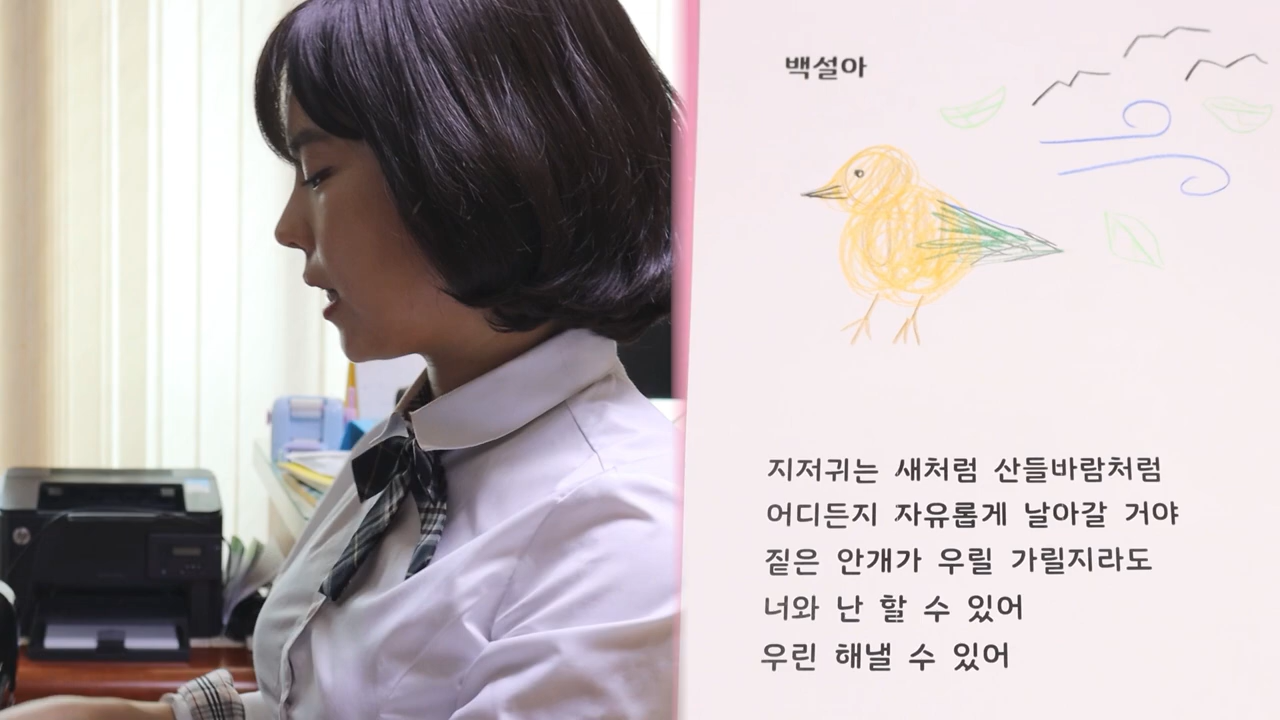 백설아
지저귀는 새처럼 산들바람처럼
어디든지 자유롭게 날아갈 거야
짙은 안개가 우릴 가릴지라도
너와 난 할 수 있어
우린 해낼 수 있어